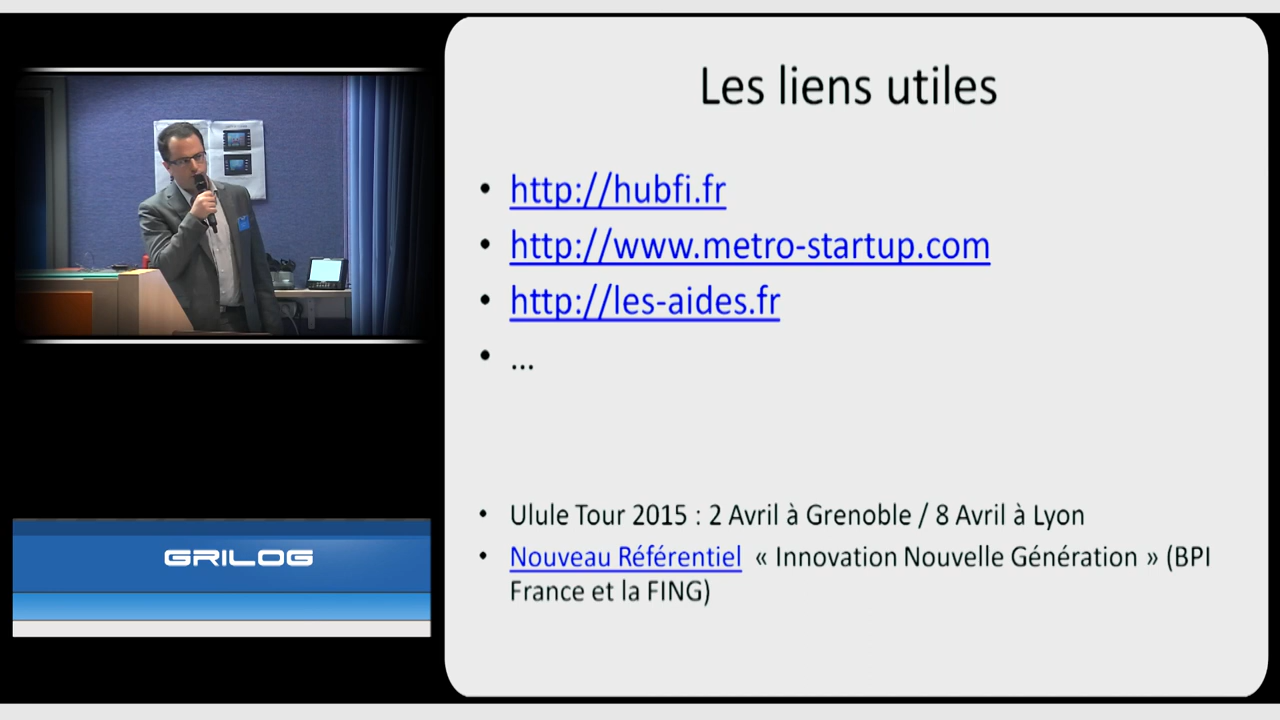 Les liens utiles
• http://hubfi.fr
• http://www.metro-startup.com
• http://les-aides.fr
• ...
• Ulule Tour 2015 : 2 Avril à Grenoble / 8 Avril à Lyon
• Nouveau Référentiel « Innovation Nouvelle Génération » (BPI
France et la FING)
GRILOG